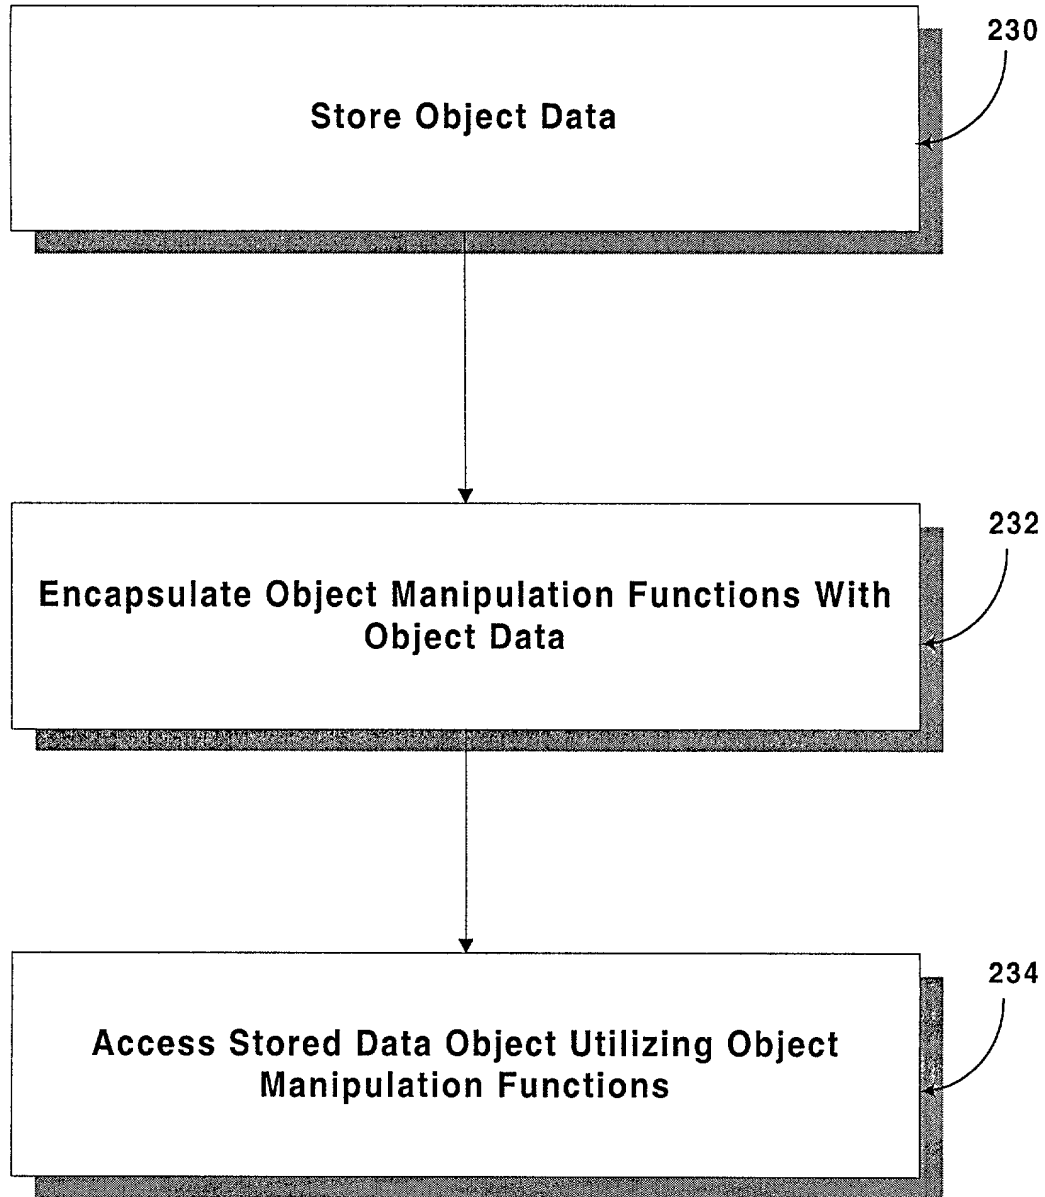 230
Store Object Data
232
Encapsulate Object Manipulation Functions With
Object Data
234
Access Stored Data Object Utilizing Object
Manipulation Functions